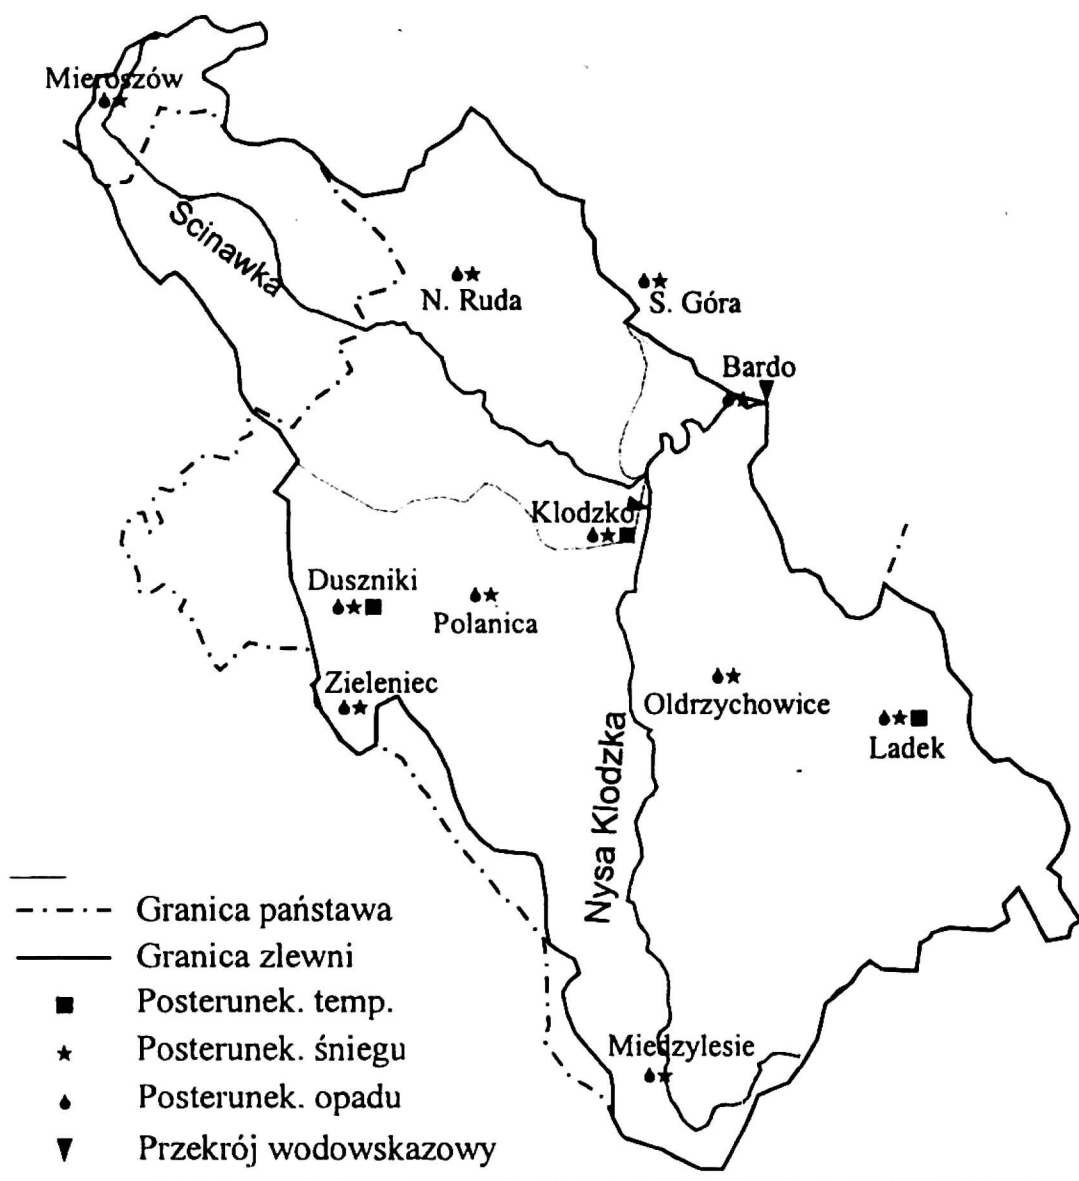 Mieroszów
Scinawka
N. Ruda
S. Góra
Bardo
Klodzko
Duszniki
Polanica
Zieleniec
Oldrzychowice
Ladek
Nysa Klodzka
Miedzylesie
Granica państawa
Granica zlewni
Posterunek. temp.
Posterunek. śniegu
Posterunek. opadu
Przekrój wodowskazowy